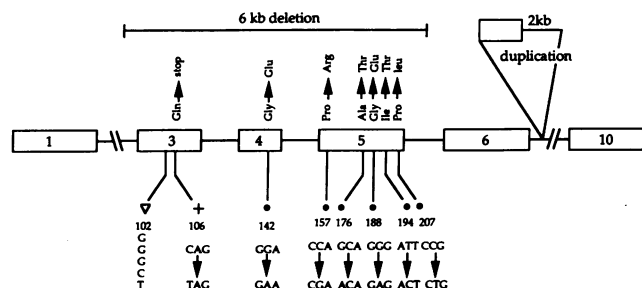 6 kb deletion
2kb
duplication
stop
Glu
Arg
Thr
Glu
Thr
leu
Gln
Gly
Pro
Ala
Gly
Ile
Pro
1
3
4
5
6
10
102 106 142 157 176 188 194 207
G CAG GGA CCA GCA GGG ATT CCG
G
G
G
C
T TAG GAA CGA ACA GAG ACT CTG